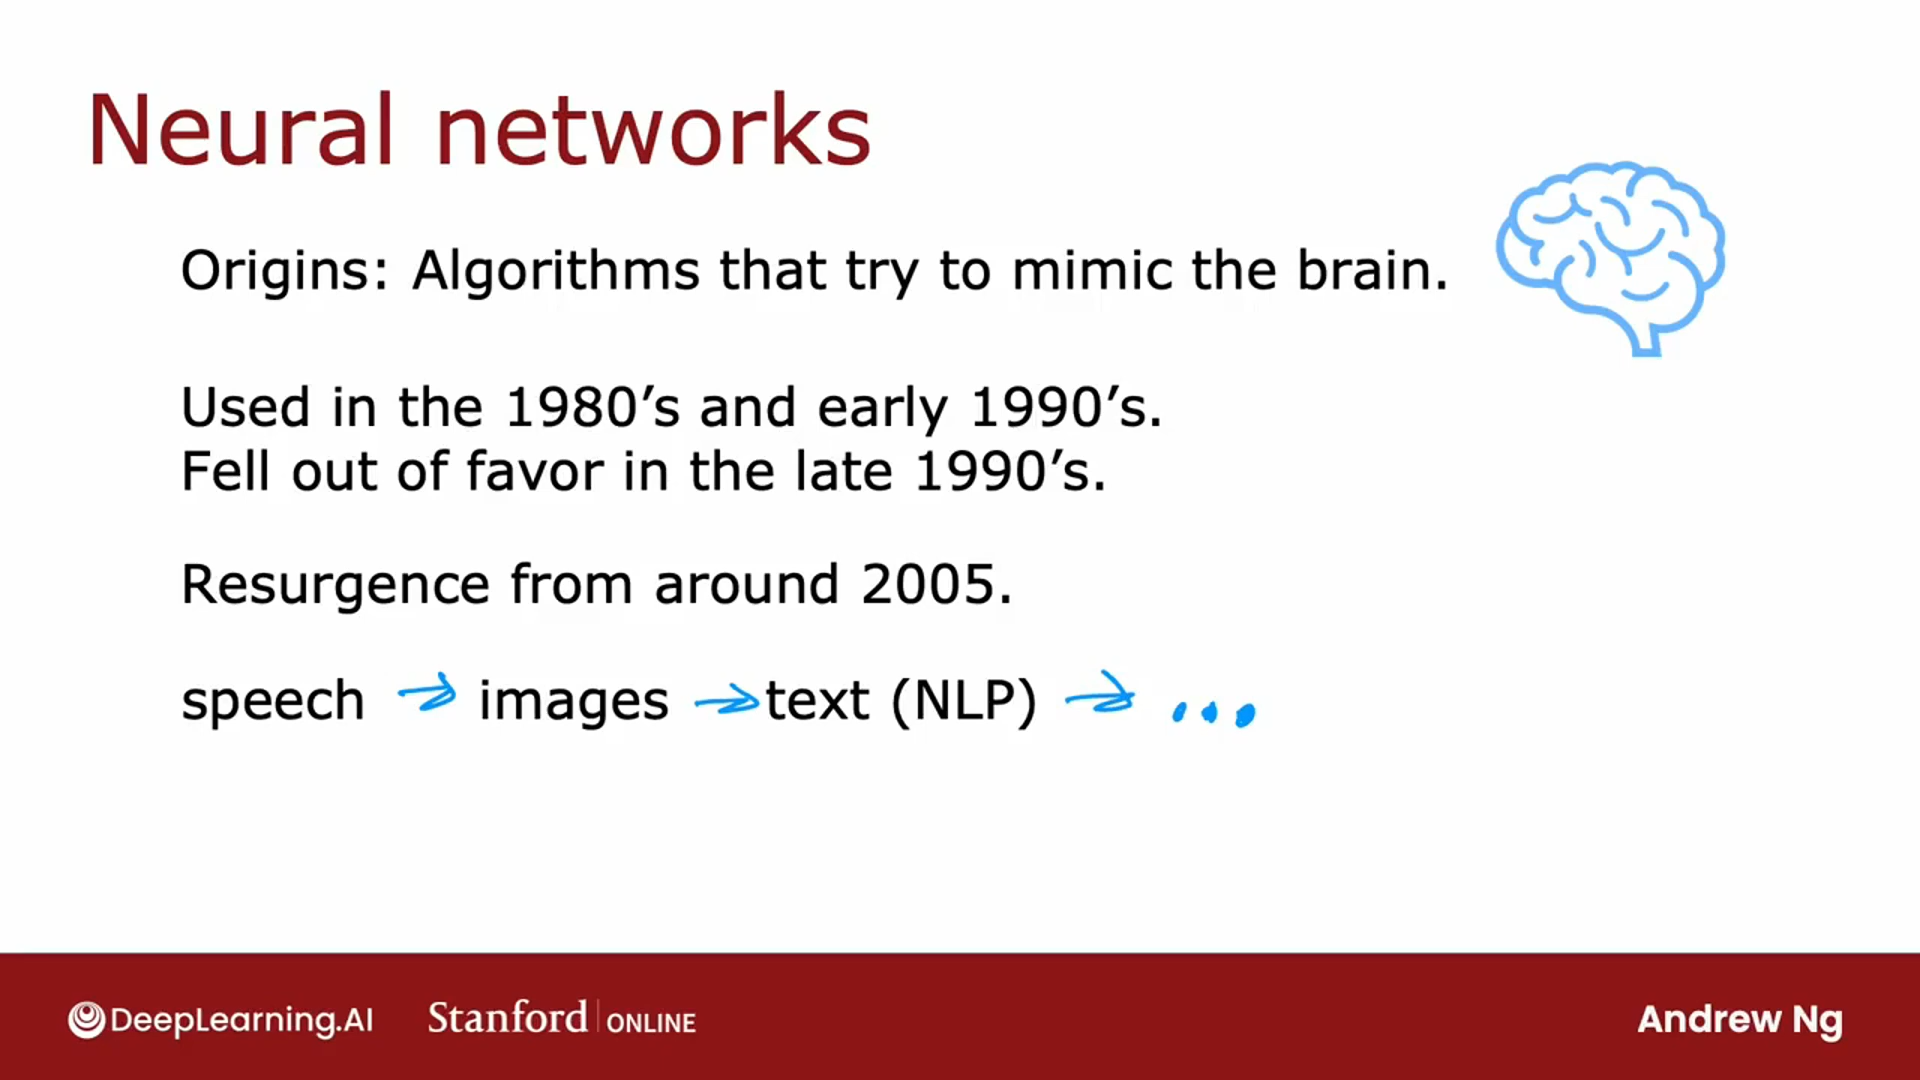 Neural networks
Origins: Algorithms that try to mimic the brain.
Used in the 1980’s and early 1990’s.
Fell out of favor in the late 1990’s.
Resurgence from around 2005.
speech → images → text (NLP) → ...
DeepLearning.AI Stanford | ONLINE Andrew Ng